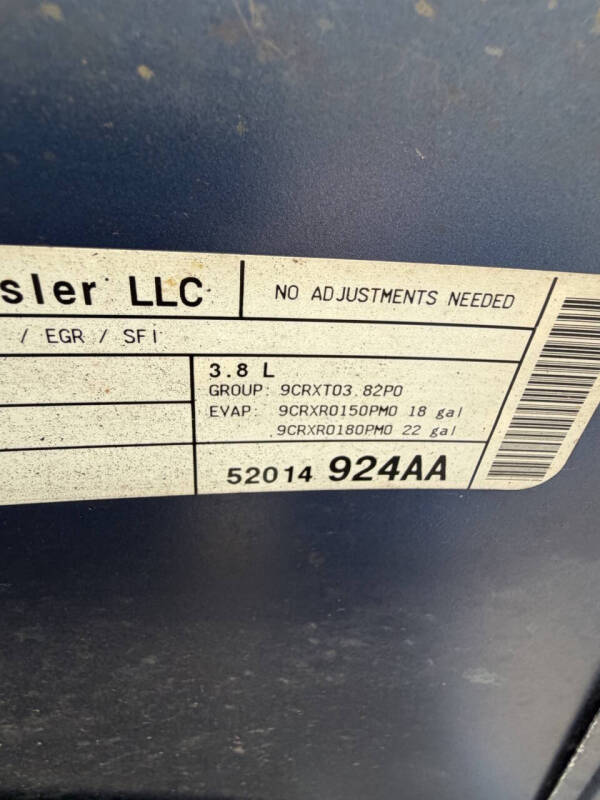 sler LLC
NO ADJUSTMENTS NEEDED
/ EGR / SFI
3.8 L
GROUP: 9CRXT03.82P0
EVAP: 9CRXR0150PM0 18 gal
9CRXR0180PM0 22 gal
52014 924AA